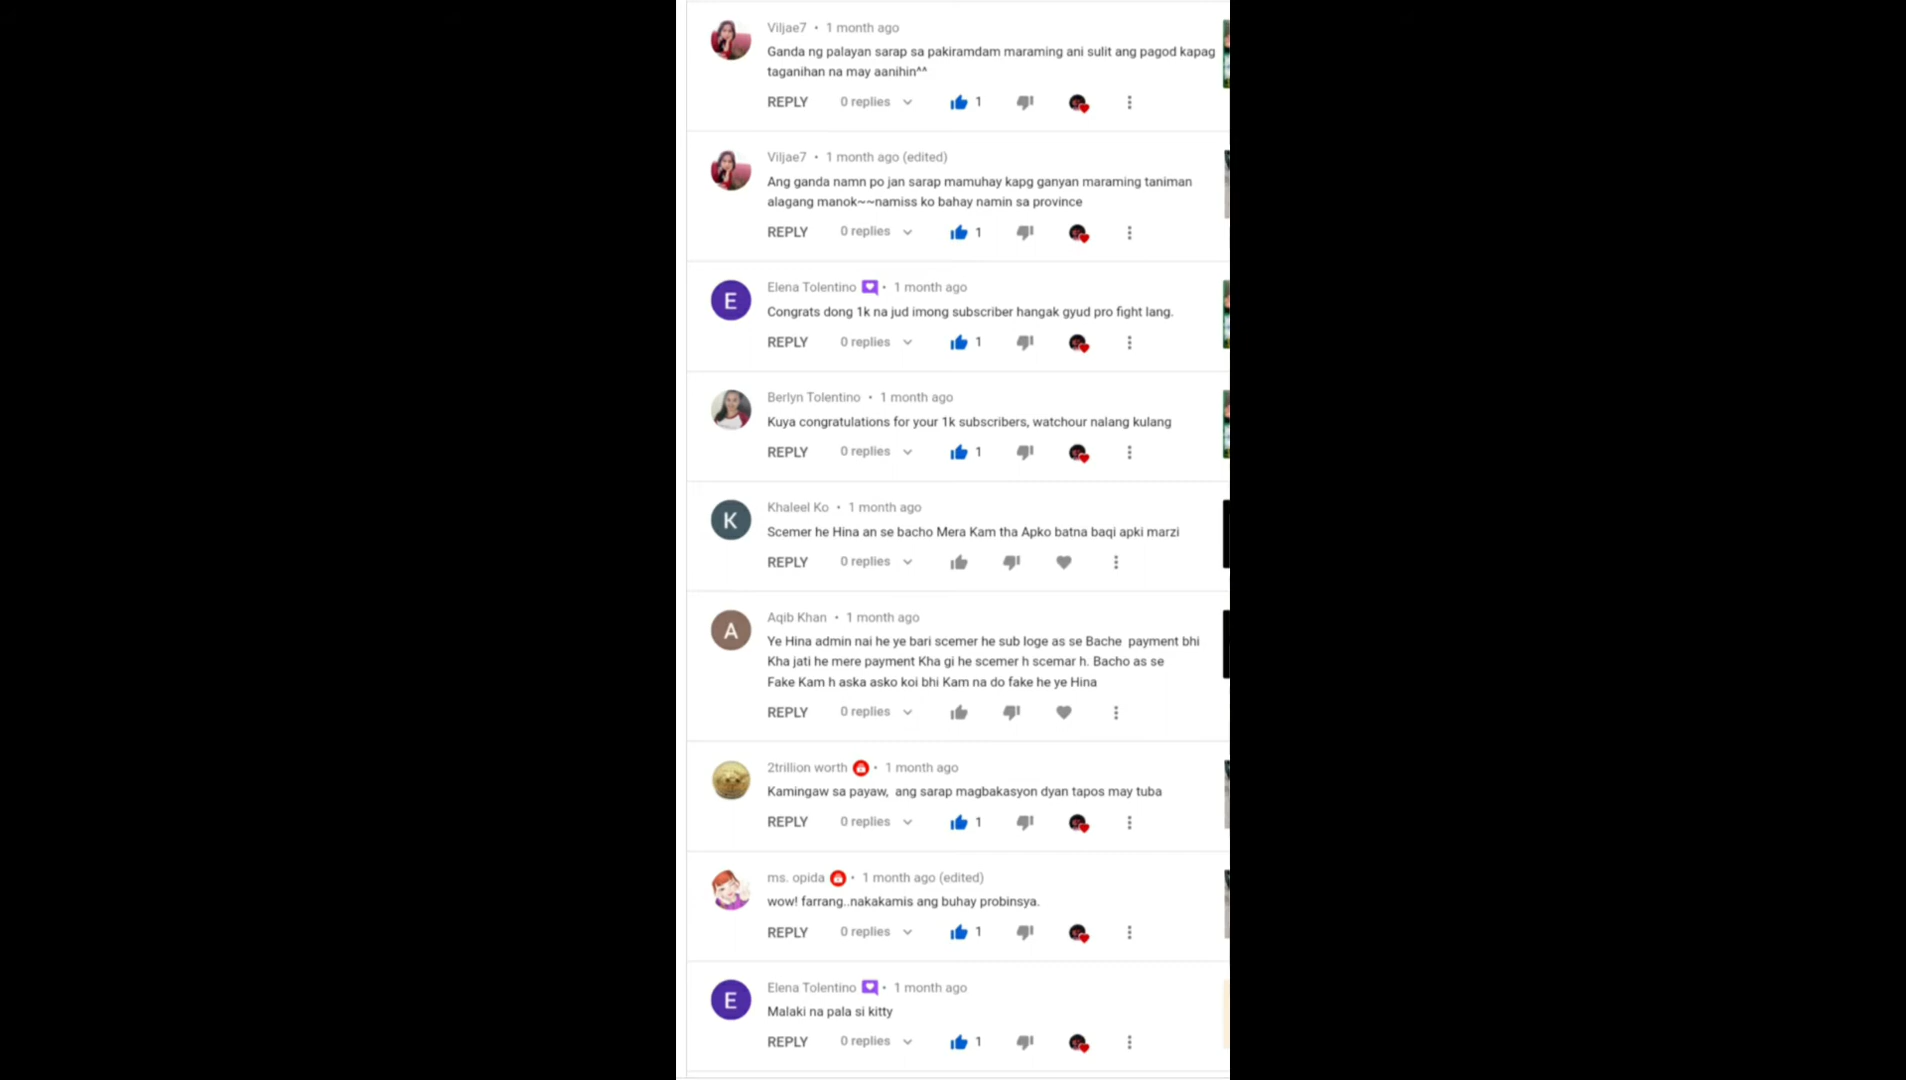 Viljae7 • 1 month ago
Ganda ng palayan sarap sa pakiramdam maraming ani sulit ang pagod kapag
taganihan na may aanihin^^
REPLY 0 replies 1
Viljae7 • 1 month ago (edited)
Ang ganda namn po jan sarap mamuhay kapg ganyan maraming taniman
alagang manok~~namiss ko bahay namin sa province
REPLY 0 replies 1
E
Elena Tolentino • 1 month ago
Congrats dong 1k na jud imong subscriber hangak gyud pro fight lang.
REPLY 0 replies 1
Berlyn Tolentino • 1 month ago
Kuya congratulations for your 1k subscribers, watchour nalang kulang
REPLY 0 replies 1
K
Khaleel Ko • 1 month ago
Scemer he Hina an se bacho Mera Kam tha Apko batna baqi apki marzi
REPLY 0 replies
A
Aqib Khan • 1 month ago
Ye Hina admin nai he ye bari scemer he sub loge as se Bache  payment bhi
Kha jati he mere payment Kha gi he scemer h scemar h. Bacho as se
Fake Kam h aska asko koi bhi Kam na do fake he ye Hina
REPLY 0 replies
2trillion worth • 1 month ago
Kamingaw sa payaw,  ang sarap magbakasyon dyan tapos may tuba
REPLY 0 replies 1
ms. opida • 1 month ago (edited)
wow! farrang..nakakamis ang buhay probinsya.
REPLY 0 replies 1
E
Elena Tolentino • 1 month ago
Malaki na pala si kitty
REPLY 0 replies 1